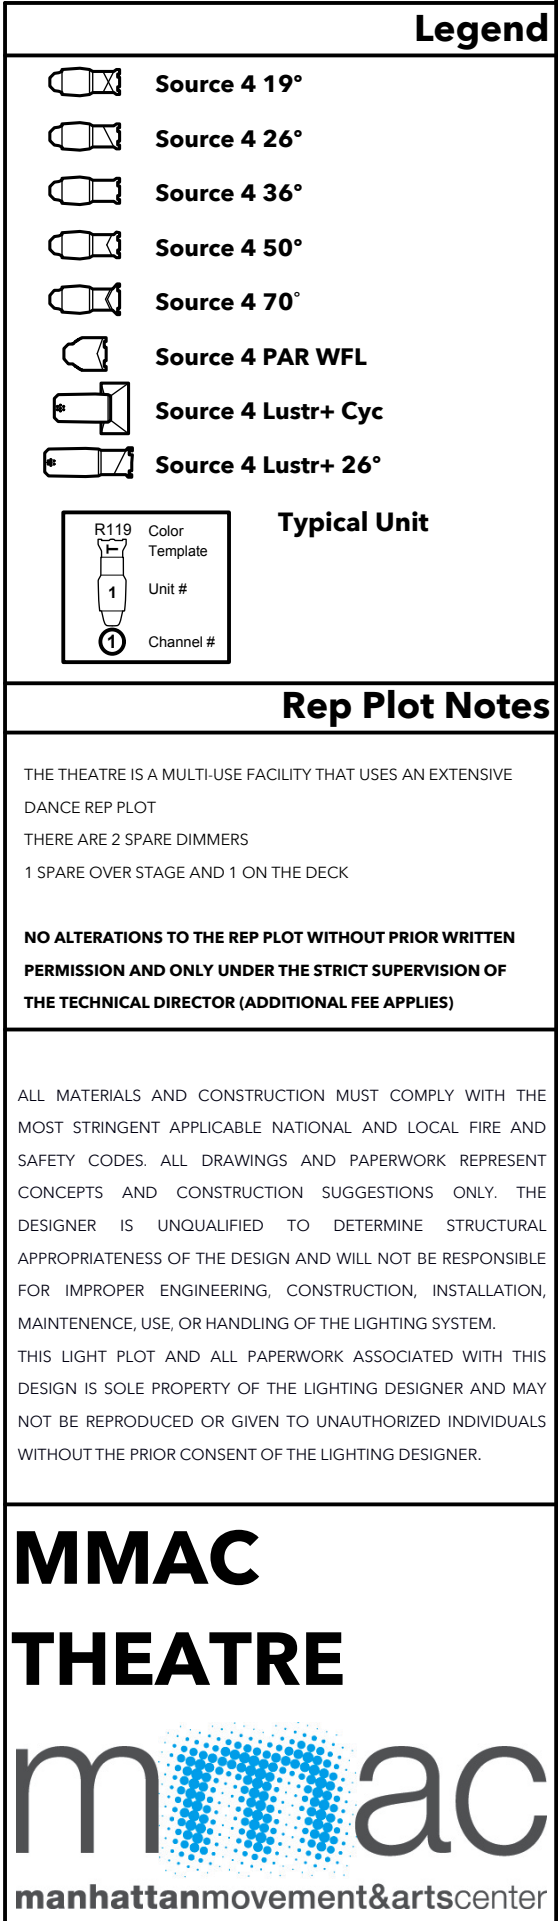 Legend
Source 4 19°
Source 4 26°
Source 4 36°
Source 4 50°
Source 4 70°
Source 4 PAR WFL
Source 4 Lustr+ Cyc
Source 4 Lustr+ 26°
Typical Unit
R119 Color
T Template
1 Unit #
1 Channel #
Rep Plot Notes
THE THEATRE IS A MULTI-USE FACILITY THAT USES AN EXTENSIVE
DANCE REP PLOT
THERE ARE 2 SPARE DIMMERS
1 SPARE OVER STAGE AND 1 ON THE DECK
NO ALTERATIONS TO THE REP PLOT WITHOUT PRIOR WRITTEN
PERMISSION AND ONLY UNDER THE STRICT SUPERVISION OF
THE TECHNICAL DIRECTOR (ADDITIONAL FEE APPLIES)
ALL MATERIALS AND CONSTRUCTION MUST COMPLY WITH THE
MOST STRINGENT APPLICABLE NATIONAL AND LOCAL FIRE AND
SAFETY CODES. ALL DRAWINGS AND PAPERWORK REPRESENT
CONCEPTS AND CONSTRUCTION SUGGESTIONS ONLY. THE
DESIGNER IS UNQUALIFIED TO DETERMINE STRUCTURAL
APPROPRIATENESS OF THE DESIGN AND WILL NOT BE RESPONSIBLE
FOR IMPROPER ENGINEERING, CONSTRUCTION, INSTALLATION,
MAINTENENCE, USE, OR HANDLING OF THE LIGHTING SYSTEM.
THIS LIGHT PLOT AND ALL PAPERWORK ASSOCIATED WITH THIS
DESIGN IS SOLE PROPERTY OF THE LIGHTING DESIGNER AND MAY
NOT BE REPRODUCED OR GIVEN TO UNAUTHORIZED INDIVIDUALS
WITHOUT THE PRIOR CONSENT OF THE LIGHTING DESIGNER.
MMAC
THEATRE
mmac
manhattanmovement&artscenter